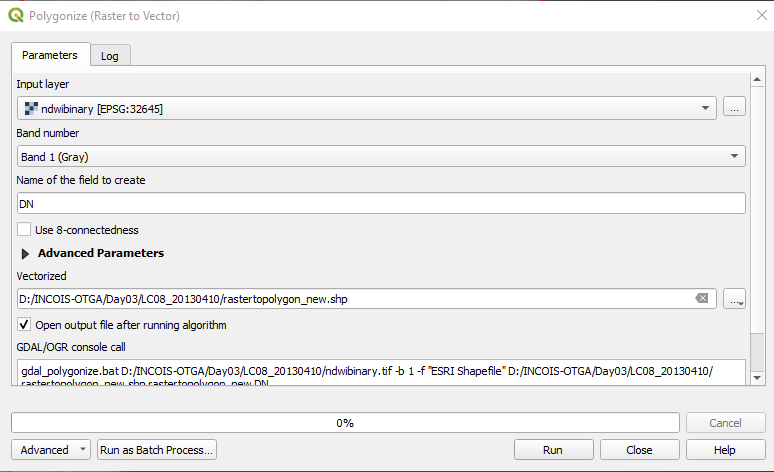 Polygonize (Raster to Vector)
Parameters
Log
Input layer
ndwibinary [EPSG:32645]
...
Band number
Band 1 (Gray)
Name of the field to create
DN
Use 8-connectedness
Advanced Parameters
Vectorized
D:/INCOIS-OTGA/Day03/LC08_20130410/rastertopolygon_new.shp
...
Open output file after running algorithm
GDAL/OGR console call
gdal_polygonize.bat D:/INCOIS-OTGA/Day03/LC08_20130410/ndwibinary.tif -b 1 -f "ESRI Shapefile" D:/INCOIS-OTGA/Day03/LC08_20130410/
rastertopolygon_new.shp rastertopolygon_new DN
0%
Cancel
Advanced
Run as Batch Process...
Run
Close
Help